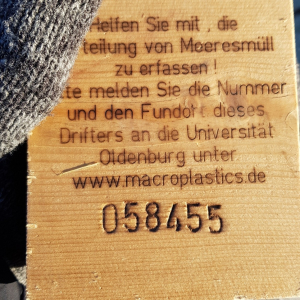 Helfen Sie mit, die
teilung von Meeresmüll
zu erfassen!
te melden Sie die Nummer
und den Fundort dieses
Drifters an die Universität
Oldenburg unter
www.macroplastics.de
058455